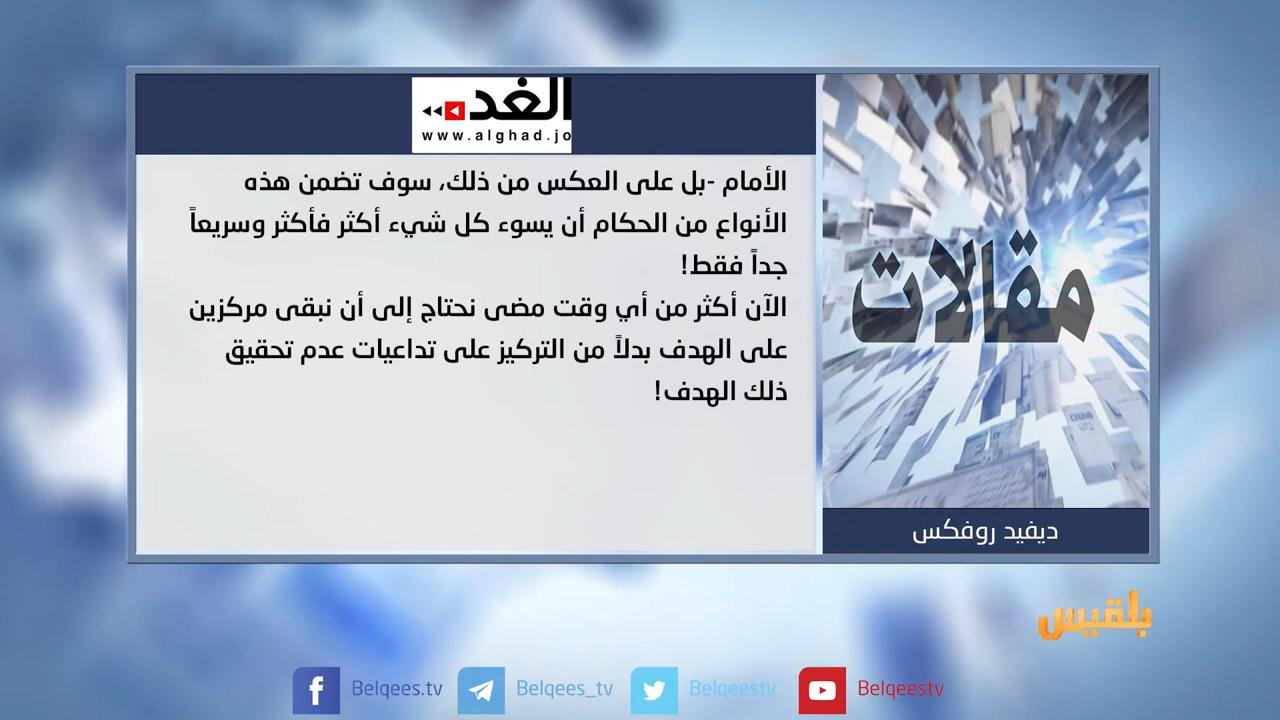 الغد
www.alghad.jo
الأمام -بل على العكس من ذلك، سوف تضمن هذه
الأنواع من الحكام أن يسوء كل شيء أكثر فأكثر وسريعاً
جداً فقط!
الآن أكثر من أي وقت مضى نحتاج إلى أن نبقى مركزين
على الهدف بدلاً من التركيز على تداعيات عدم تحقيق
ذلك الهدف!
مقالات
ديفيد روفكس
بلقيس
Belqees.tv
Belqees_tv
Belqeestv
Belqeestv